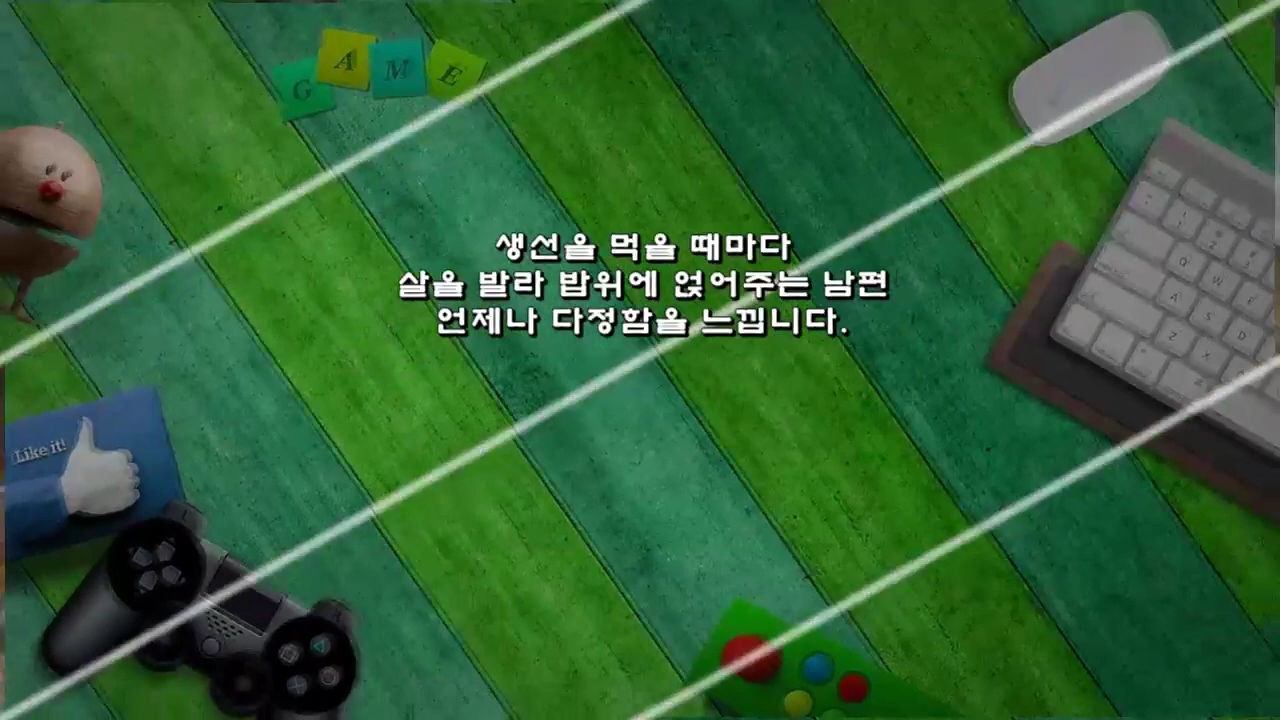 GAME
생선을 먹을 때마다
살을 발라 밥위에 얹어주는 남편
언제나 다정함을 느낍니다.
Like it!